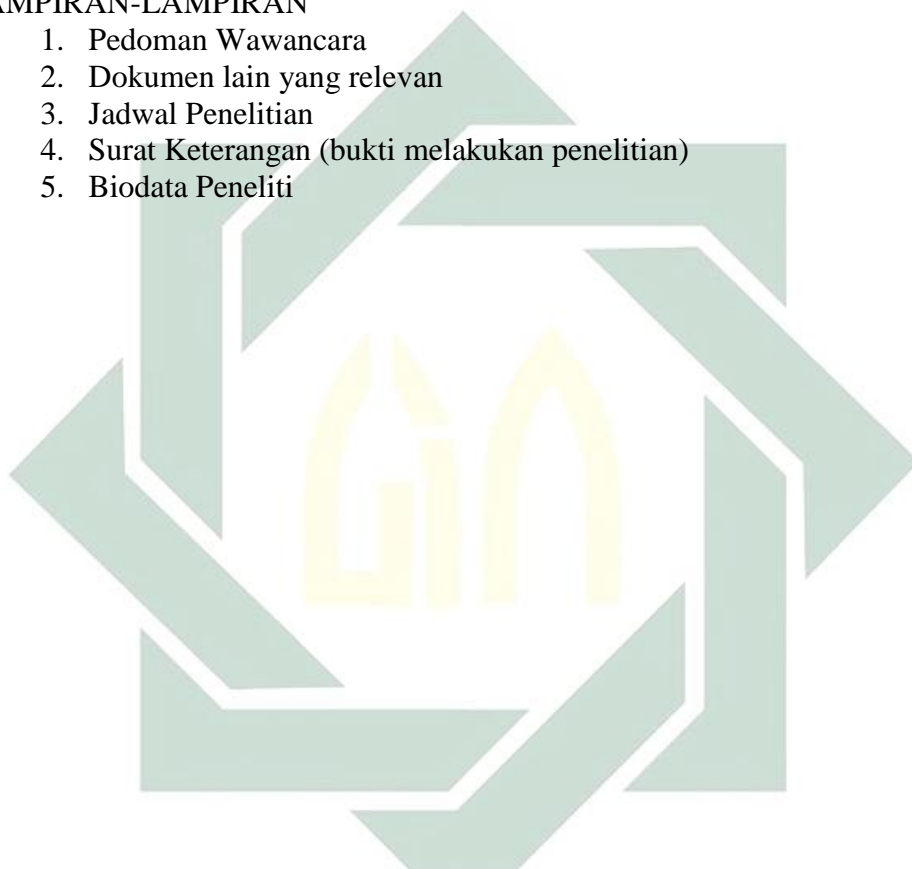 AMPIRAN-LAMPIRAN
1. Pedoman Wawancara
2. Dokumen lain yang relevan
3. Jadwal Penelitian
4. Surat Keterangan (bukti melakukan penelitian)
5. Biodata Peneliti